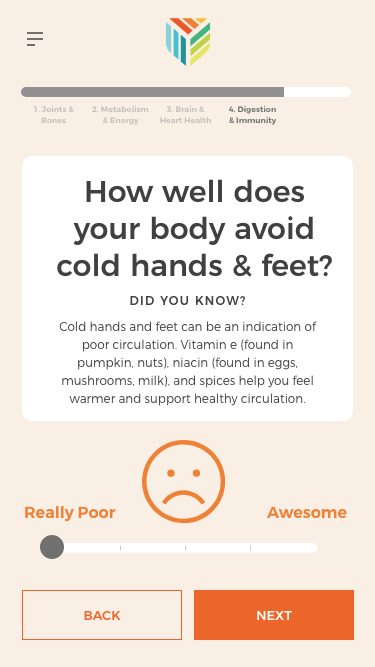 1. Joints & Bones
2. Metabolism & Energy
3. Brain & Heart Health
4. Digestion & Immunity
How well does
your body avoid
cold hands & feet?
DID YOU KNOW?
Cold hands and feet can be an indication of
poor circulation. Vitamin e (found in
pumpkin, nuts), niacin (found in eggs,
mushrooms, milk), and spices help you feel
warmer and support healthy circulation.
Really Poor
Awesome
BACK
NEXT